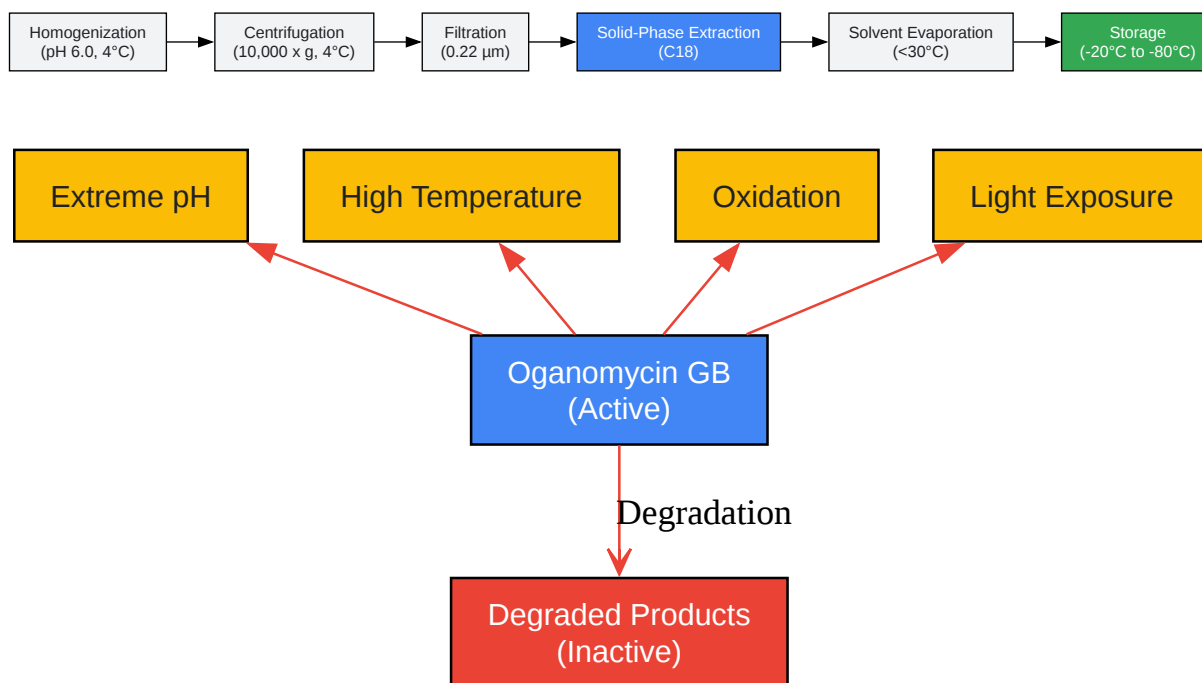 Homogenization
(pH 6.0, 4°C)
Centrifugation
(10,000 x g, 4°C)
Filtration
(0.22 µm)
Solid-Phase Extraction
(C18)
Solvent Evaporation
(<30°C)
Storage
(-20°C to -80°C)
Extreme pH
High Temperature
Oxidation
Light Exposure
Oganomycin GB
(Active)
Degradation
Degraded Products
(Inactive)